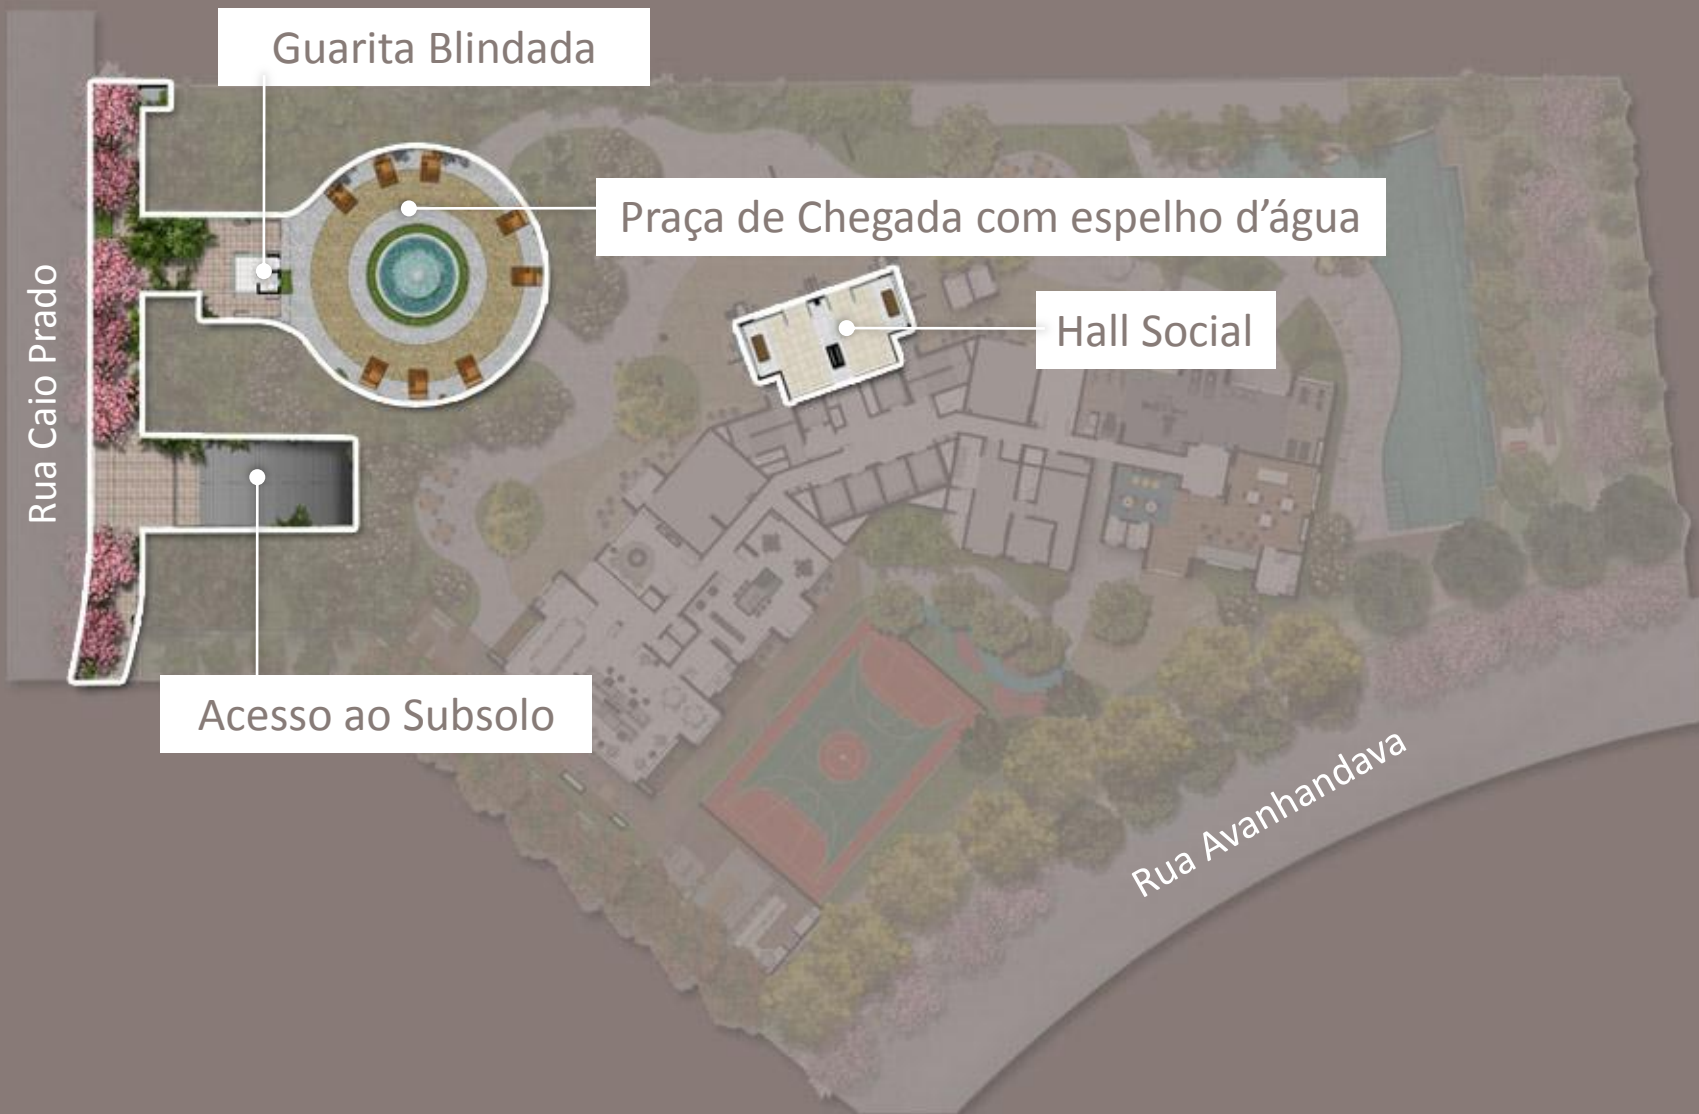 Guarita Blindada
Praça de Chegada com espelho d’água
Hall Social
Rua Caio Prado
Acesso ao Subsolo
Rua Avanhandava